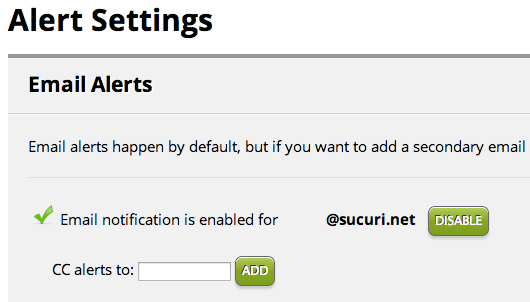 Alert Settings
Email Alerts
Email alerts happen by default, but if you want to add a secondary email
Email notification is enabled for @sucuri.net DISABLE
CC alerts to: ADD